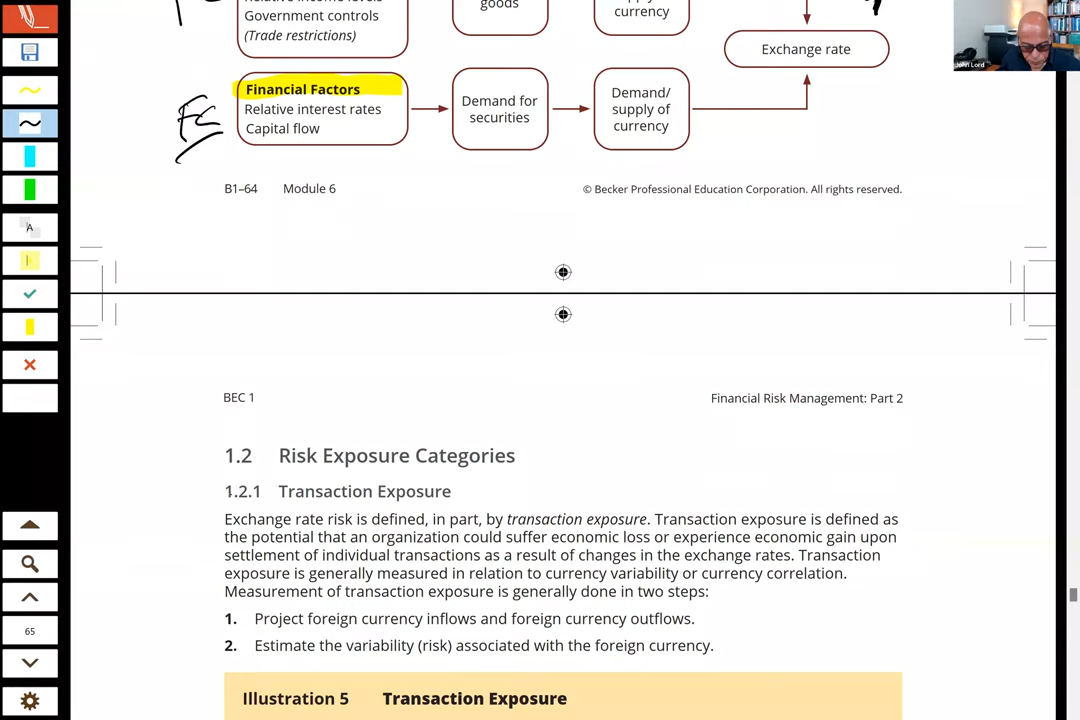 Relative income levels
Government controls
(Trade restrictions)
goods
supply of
currency
Exchange rate
John Lord
Financial Factors
Relative interest rates
Capital flow
Demand for
securities
Demand/
supply of
currency
B1–64 Module 6
© Becker Professional Education Corporation. All rights reserved.
BEC 1
Financial Risk Management: Part 2
1.2 Risk Exposure Categories
1.2.1 Transaction Exposure
Exchange rate risk is defined, in part, by transaction exposure. Transaction exposure is defined as
the potential that an organization could suffer economic loss or experience economic gain upon
settlement of individual transactions as a result of changes in the exchange rates. Transaction
exposure is generally measured in relation to currency variability or currency correlation.
Measurement of transaction exposure is generally done in two steps:
1. Project foreign currency inflows and foreign currency outflows.
2. Estimate the variability (risk) associated with the foreign currency.
Illustration 5 Transaction Exposure
65
A